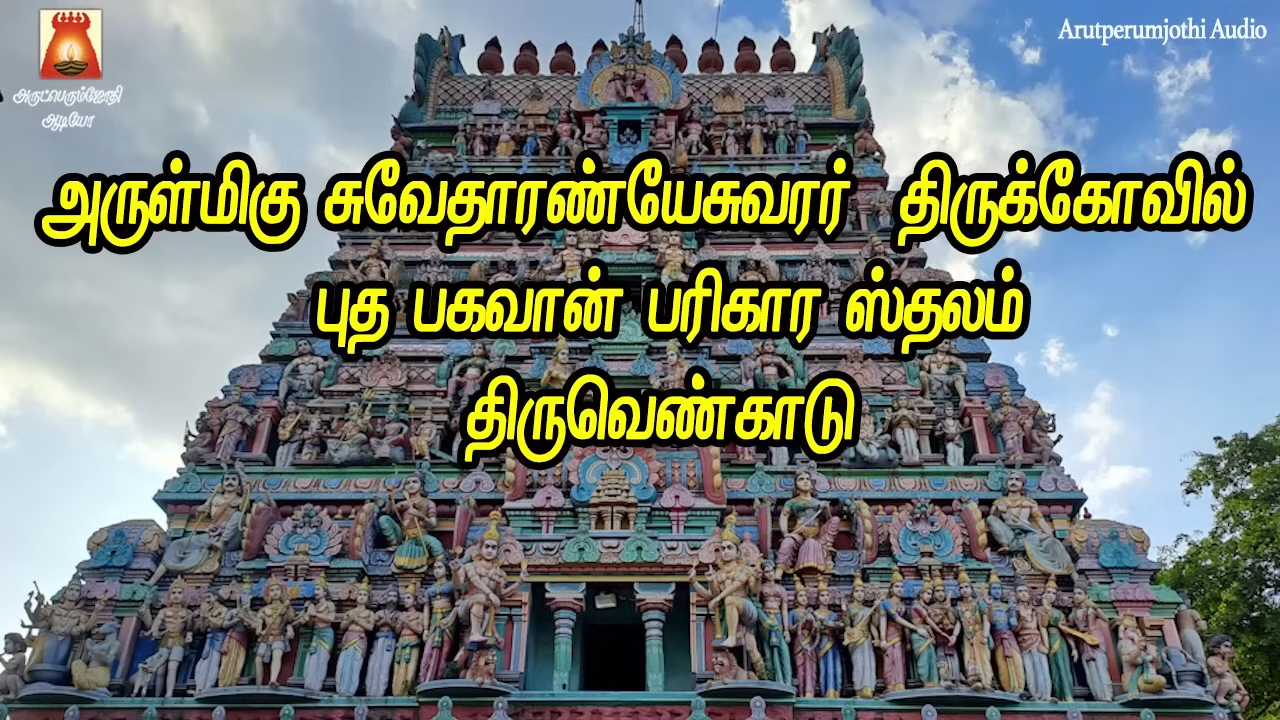 Arutperumjothi Audio
அருட்பெரும்ஜோதி
ஆடியோ
அருள்மிகு சுவேதாரண்யேசுவரர் திருக்கோவில்
புத பகவான் பரிகார ஸ்தலம்
திருவெண்காடு